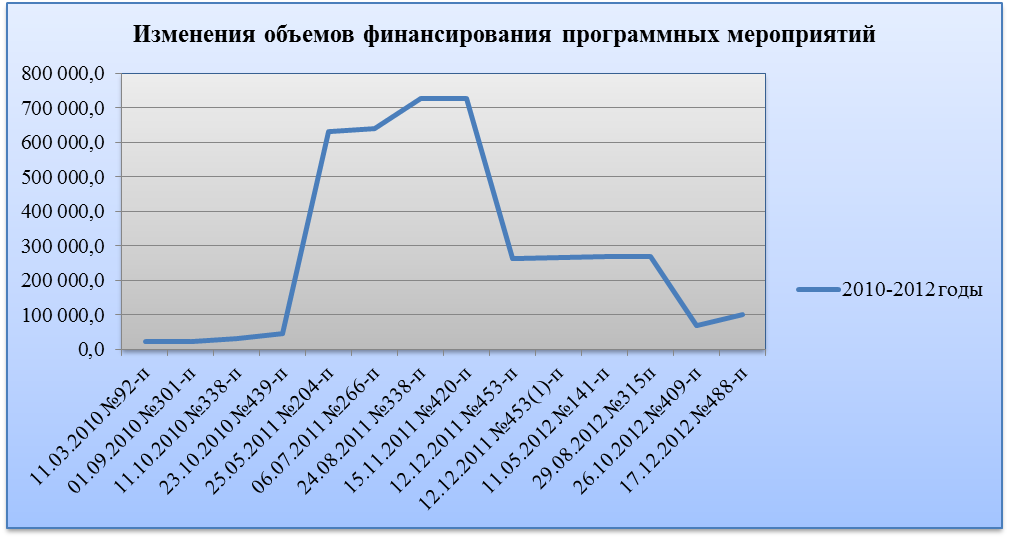 Изменения объемов финансирования программных мероприятий
800 000,0
700 000,0
600 000,0
500 000,0
400 000,0
300 000,0
200 000,0
100 000,0
0,0
2010-2012 годы
11.03.2010 №92-п
01.09.2010 №301-п
11.10.2010 №338-п
23.10.2010 №439-п
25.05.2011 №204-п
06.07.2011 №266-п
24.08.2011 №338-п
15.11.2011 №420-п
12.12.2011 №453-п
12.12.2011 №453(1)-п
11.05.2012 №141-п
29.08.2012 №315п
26.10.2012 №409-п
17.12.2012 №488-п